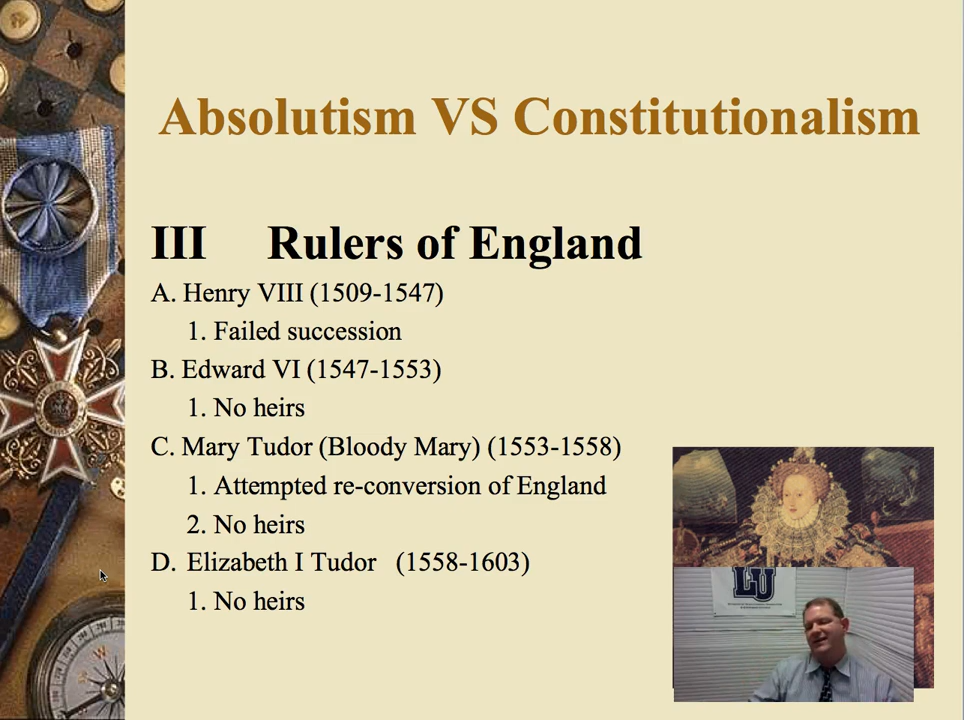 Absolutism VS Constitutionalism
III Rulers of England
A. Henry VIII (1509-1547)
1. Failed succession
B. Edward VI (1547-1553)
1. No heirs
C. Mary Tudor (Bloody Mary) (1553-1558)
1. Attempted re-conversion of England
2. No heirs
D. Elizabeth I Tudor (1558-1603)
1. No heirs
LU